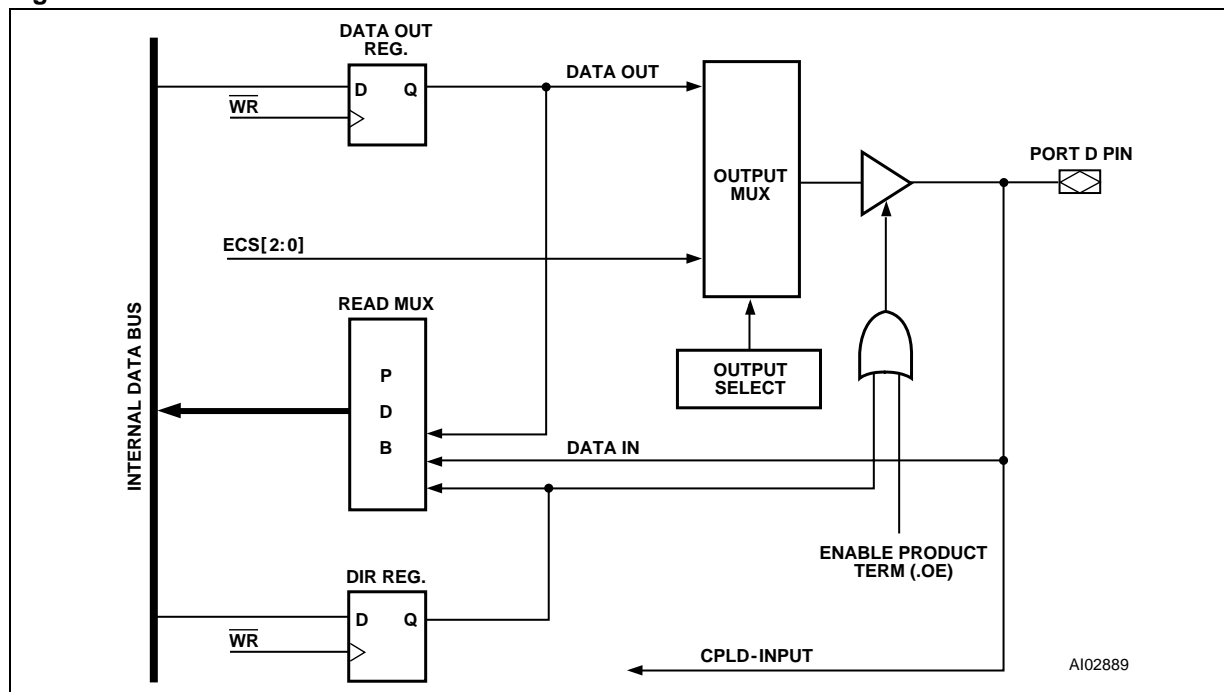 DATA OUT
REG.
D Q
WR
DATA OUT
OUTPUT
MUX
PORT D PIN
ECS[2:0]
READ MUX
P
D
B
OUTPUT
SELECT
INTERNAL DATA BUS
DATA IN
ENABLE PRODUCT
TERM (.OE)
DIR REG.
D Q
WR
CPLD-INPUT
AI02889